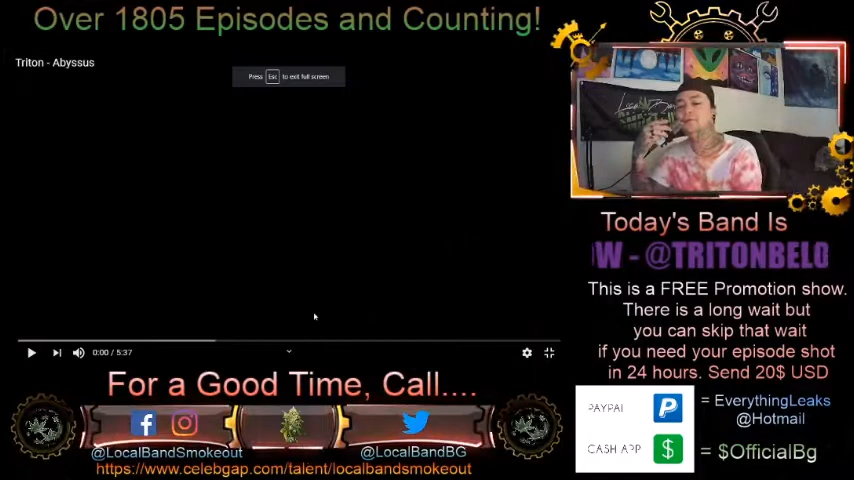 Over 1805 Episodes and Counting!
Triton - Abyssus
Press Esc to exit full screen
0:00 / 5:37
Today's Band Is
OW - @TRITONBELO
This is a FREE Promotion show.
There is a long wait but
you can skip that wait
if you need your episode shot
in 24 hours. Send 20$ USD
For a Good Time, Call....
PAYPAL
= EverythingLeaks
@Hotmail
CASH APP
= $OfficialBg
@LocalBandSmokeout
@LocalBandBG
https://www.celebgap.com/talent/localbandsmokeout